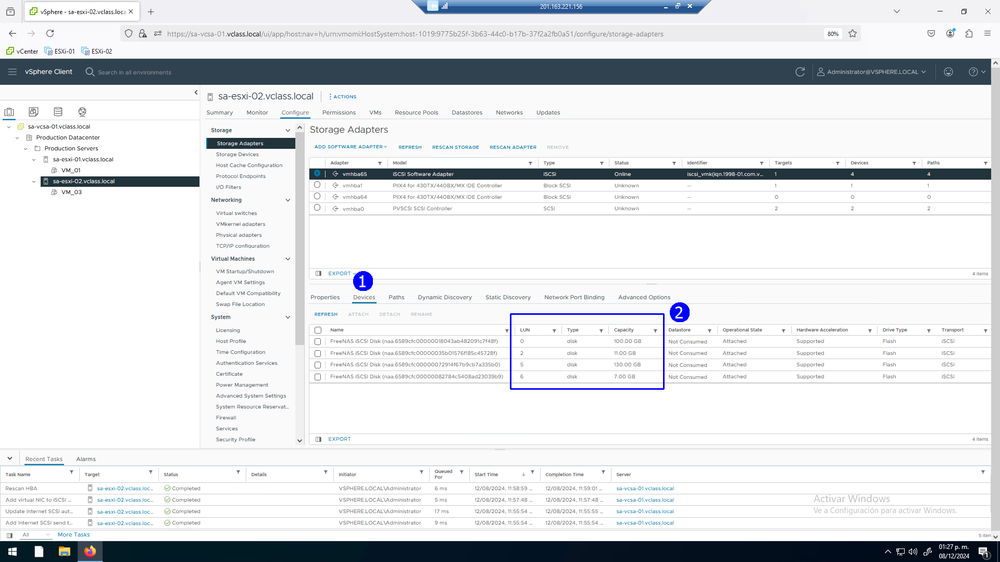 vSphere - sa-esxi-02.vclass.loca
201.163.221.156
https://sa-vcsa-01.vclass.local/ui/app/host;nav=h/urn:vmomi:HostSystem:host-1019:9775b25f-3b63-44c0-b17b-37f2a2fb0a51/configure/storage-adapters
80%
vCenter ESXi-01 ESXi-02
vSphere Client Search in all environments Administrator@VSPHERE.LOCAL
sa-vcsa-01.vclass.local
Production Datacenter
Production Servers
sa-esxi-01.vclass.local
VM_01
sa-esxi-02.vclass.local
VM_03
sa-esxi-02.vclass.local ACTIONS
Summary Monitor Configure Permissions VMs Resource Pools Datastores Networks Updates
Storage
Storage Adapters
Storage Devices
Host Cache Configuration
Protocol Endpoints
I/O Filters
Networking
Virtual switches
VMkernel adapters
Physical adapters
TCP/IP configuration
Virtual Machines
VM Startup/Shutdown
Agent VM Settings
Default VM Compatibility
Swap File Location
System
Licensing
Host Profile
Time Configuration
Authentication Services
Certificate
Power Management
Advanced System Settings
System Resource Reservat...
Firewall
Services
Security Profile
Storage Adapters
ADD SOFTWARE ADAPTER REFRESH RESCAN STORAGE RESCAN ADAPTER REMOVE
Adapter Model Type Status Identifier Targets Devices Paths
vmhba65 iSCSI Software Adapter iSCSI Online iscsi_vmk(iqn.1998-01.com.v... 1 4 4
vmhba1 PIIX4 for 430TX/440BX/MX IDE Controller Block SCSI Unknown -- 1 1 1
vmhba64 PIIX4 for 430TX/440BX/MX IDE Controller Block SCSI Unknown -- 0 0 0
vmhba0 PVSCSI SCSI Controller SCSI Unknown -- 2 2 2
EXPORT 4 items
1
Properties Devices Paths Dynamic Discovery Static Discovery Network Port Binding Advanced Options
2
REFRESH ATTACH DETACH RENAME
Name LUN Type Capacity Datastore Operational State Hardware Acceleration Drive Type Transport
FreeNAS iSCSI Disk (naa.6589cfc00000018043ab482091c7f48f) 0 disk 100.00 GB Not Consumed Attached Supported Flash iSCSI
FreeNAS iSCSI Disk (naa.6589cfc00000035b01576f185c45728f) 2 disk 11.00 GB Not Consumed Attached Supported Flash iSCSI
FreeNAS iSCSI Disk (naa.6589cfc00000072914f67b9cb7a335b0) 5 disk 130.00 GB Not Consumed Attached Supported Flash iSCSI
FreeNAS iSCSI Disk (naa.6589cfc00000082784c5408ad23039b9) 6 disk 7.00 GB Not Consumed Attached Supported Flash iSCSI
EXPORT 4 items
Recent Tasks Alarms
Task Name Target Status Details Initiator Queued For Start Time Completion Time Server
Rescan HBA sa-esxi-02.vclass.loc... Completed VSPHERE.LOCAL\Administrator 6 ms 12/08/2024, 11:58:59 ... 12/08/2024, 11:59:01 ... sa-vcsa-01.vclass.local
Add virtual NIC to iSCSI ... sa-esxi-02.vclass.loc... Completed VSPHERE.LOCAL\Administrator 5 ms 12/08/2024, 11:57:48 ... 12/08/2024, 11:57:48 ... sa-vcsa-01.vclass.local
Update Internet SCSI aut... sa-esxi-02.vclass.loc... Completed VSPHERE.LOCAL\Administrator 17 ms 12/08/2024, 11:55:54 ... 12/08/2024, 11:55:55 ... sa-vcsa-01.vclass.local
Add Internet SCSI send t... sa-esxi-02.vclass.loc... Completed VSPHERE.LOCAL\Administrator 9 ms 12/08/2024, 11:55:54 ... 12/08/2024, 11:55:54 ... sa-vcsa-01.vclass.local
Activar Windows
Ve a Configuración para activar Windows.
All More Tasks 5 item
01:27 p. m.
08/12/2024
1